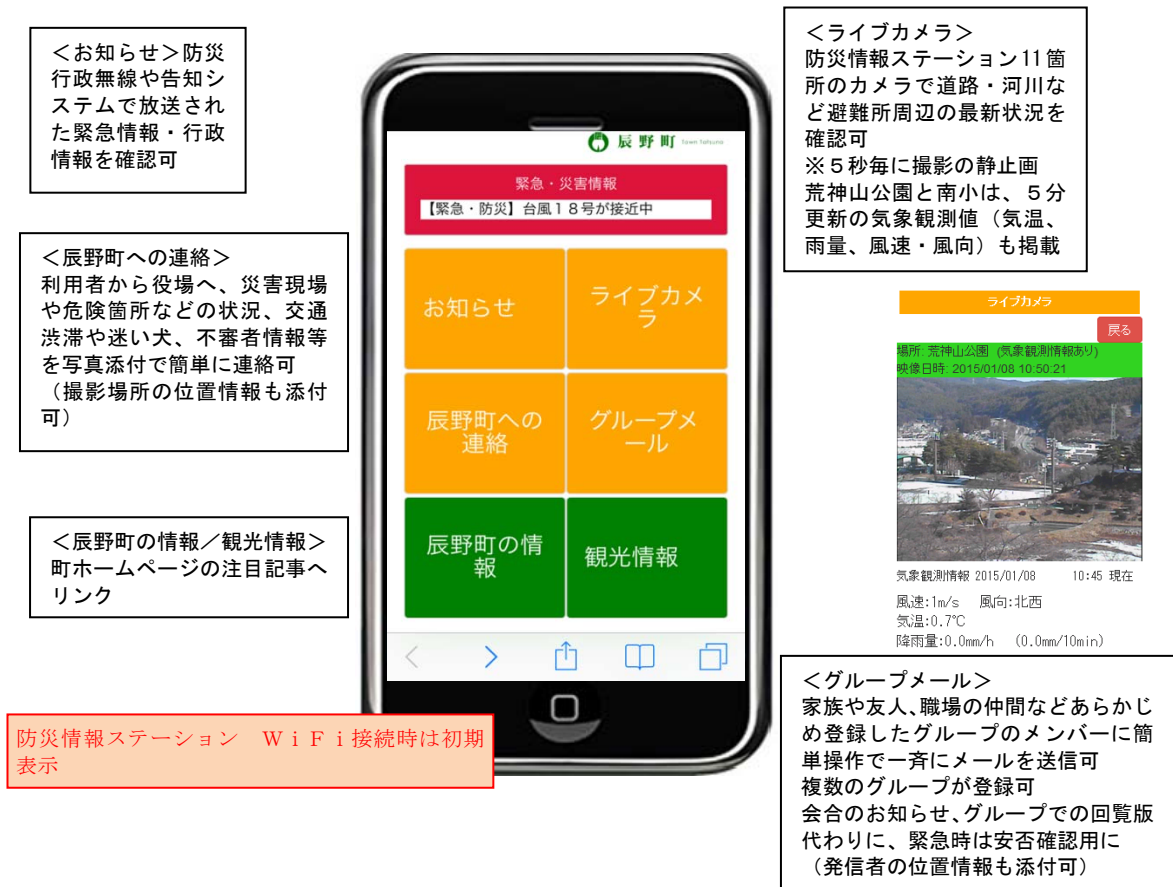 ＜お知らせ＞防災
行政無線や告知シ
ステムで放送され
た緊急情報・行政
情報を確認可
＜辰野町への連絡＞
利用者から役場へ、災害現場
や危険箇所などの状況、交通
渋滞や迷い犬、不審者情報等
を写真添付で簡単に連絡可
（撮影場所の位置情報も添付
可）
＜辰野町の情報／観光情報＞
町ホームページの注目記事へ
リンク
防災情報ステーション　ＷｉＦｉ接続時は初期
表示
辰野町 Town Tatsuno
緊急・災害情報
【緊急・防災】台風１８号が接近中
お知らせ
ライブカメ
ラ
辰野町への
連絡
グループメ
ール
辰野町の情
報
観光情報
＜ライブカメラ＞
防災情報ステーション11箇
所のカメラで道路・河川な
ど避難所周辺の最新状況を
確認可
※５秒毎に撮影の静止画
荒神山公園と南小は、５分
更新の気象観測値（気温、
雨量、風速・風向）も掲載
ライブカメラ
戻る
場所: 荒神山公園 (気象観測情報あり)
映像日時: 2015/01/08 10:50:21
気象観測情報 2015/01/08 10:45 現在
風速:1m/s 風向:北西
気温:0.7℃
降雨量:0.0mm/h (0.0mm/10min)
＜グループメール＞
家族や友人、職場の仲間などあらかじ
め登録したグループのメンバーに簡
単操作で一斉にメールを送信可
複数のグループが登録可
会合のお知らせ、グループでの回覧版
代わりに、緊急時は安否確認用に
（発信者の位置情報も添付可）